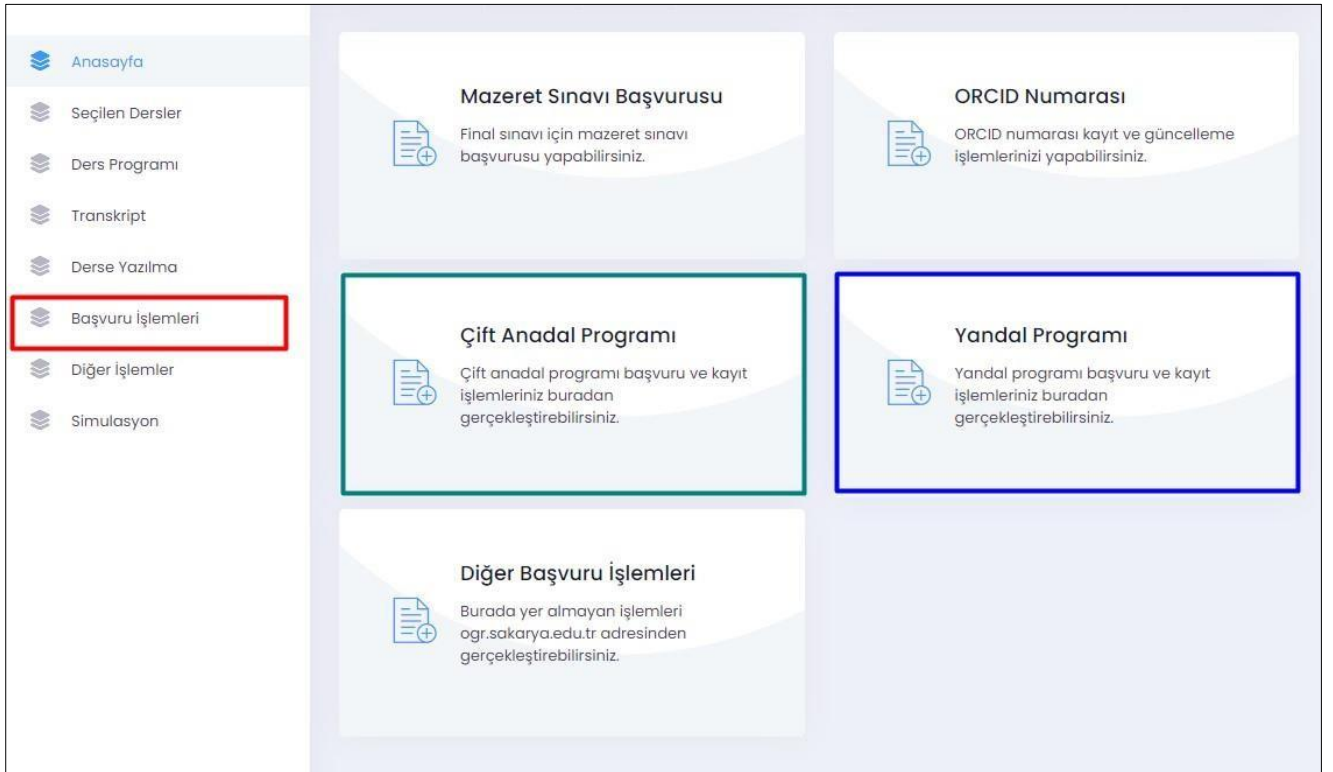 Anasayfa
Seçilen Dersler
Ders Programı
Transkript
Derse Yazılma
Başvuru İşlemleri
Diğer İşlemler
Simulasyon
Mazeret Sınavı Başvurusu
Final sınavı için mazeret sınavı
başvurusu yapabilirsiniz.
ORCID Numarası
ORCID numarası kayıt ve güncelleme
işlemlerinizi yapabilirsiniz.
Çift Anadal Programı
Çift anadal programı başvuru ve kayıt
işlemleriniz buradan
gerçekleştirebilirsiniz.
Yandal Programı
Yandal programı başvuru ve kayıt
işlemleriniz buradan
gerçekleştirebilirsiniz.
Diğer Başvuru İşlemleri
Burada yer almayan işlemleri
ogr.sakarya.edu.tr adresinden
gerçekleştirebilirsiniz.